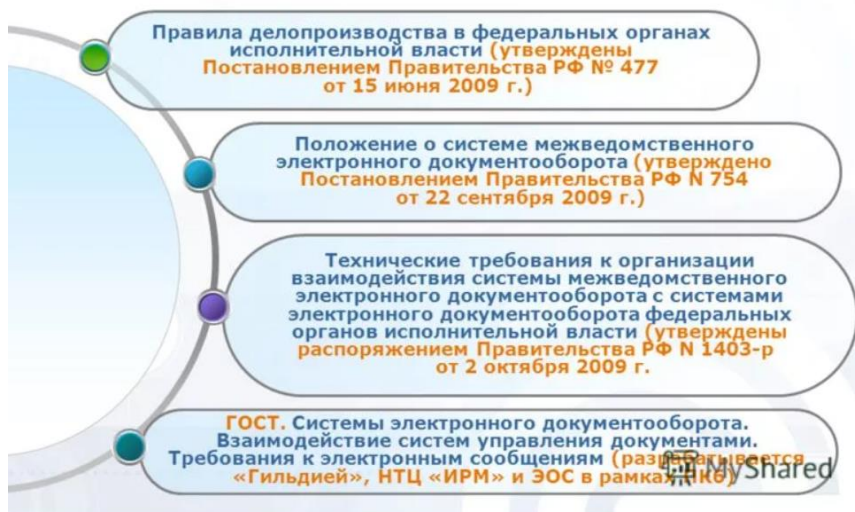 Правила делопроизводства в федеральных органах
исполнительной власти (утверждены
Постановлением Правительства РФ № 477
от 15 июня 2009 г.)
Положение о системе межведомственного
электронного документооборота (утверждено
Постановлением Правительства РФ N 754
от 22 сентября 2009 г.)
Технические требования к организации
взаимодействия системы межведомственного
электронного документооборота с системами
электронного документооборота федеральных
органов исполнительной власти (утверждены
распоряжением Правительства РФ N 1403-р
от 2 октября 2009 г.
ГОСТ. Системы электронного документооборота.
Взаимодействие систем управления документами.
Требования к электронным сообщениям (разрабатывается
«Гильдией», НТЦ «ИРМ» и ЭОС в рамках
MyShared